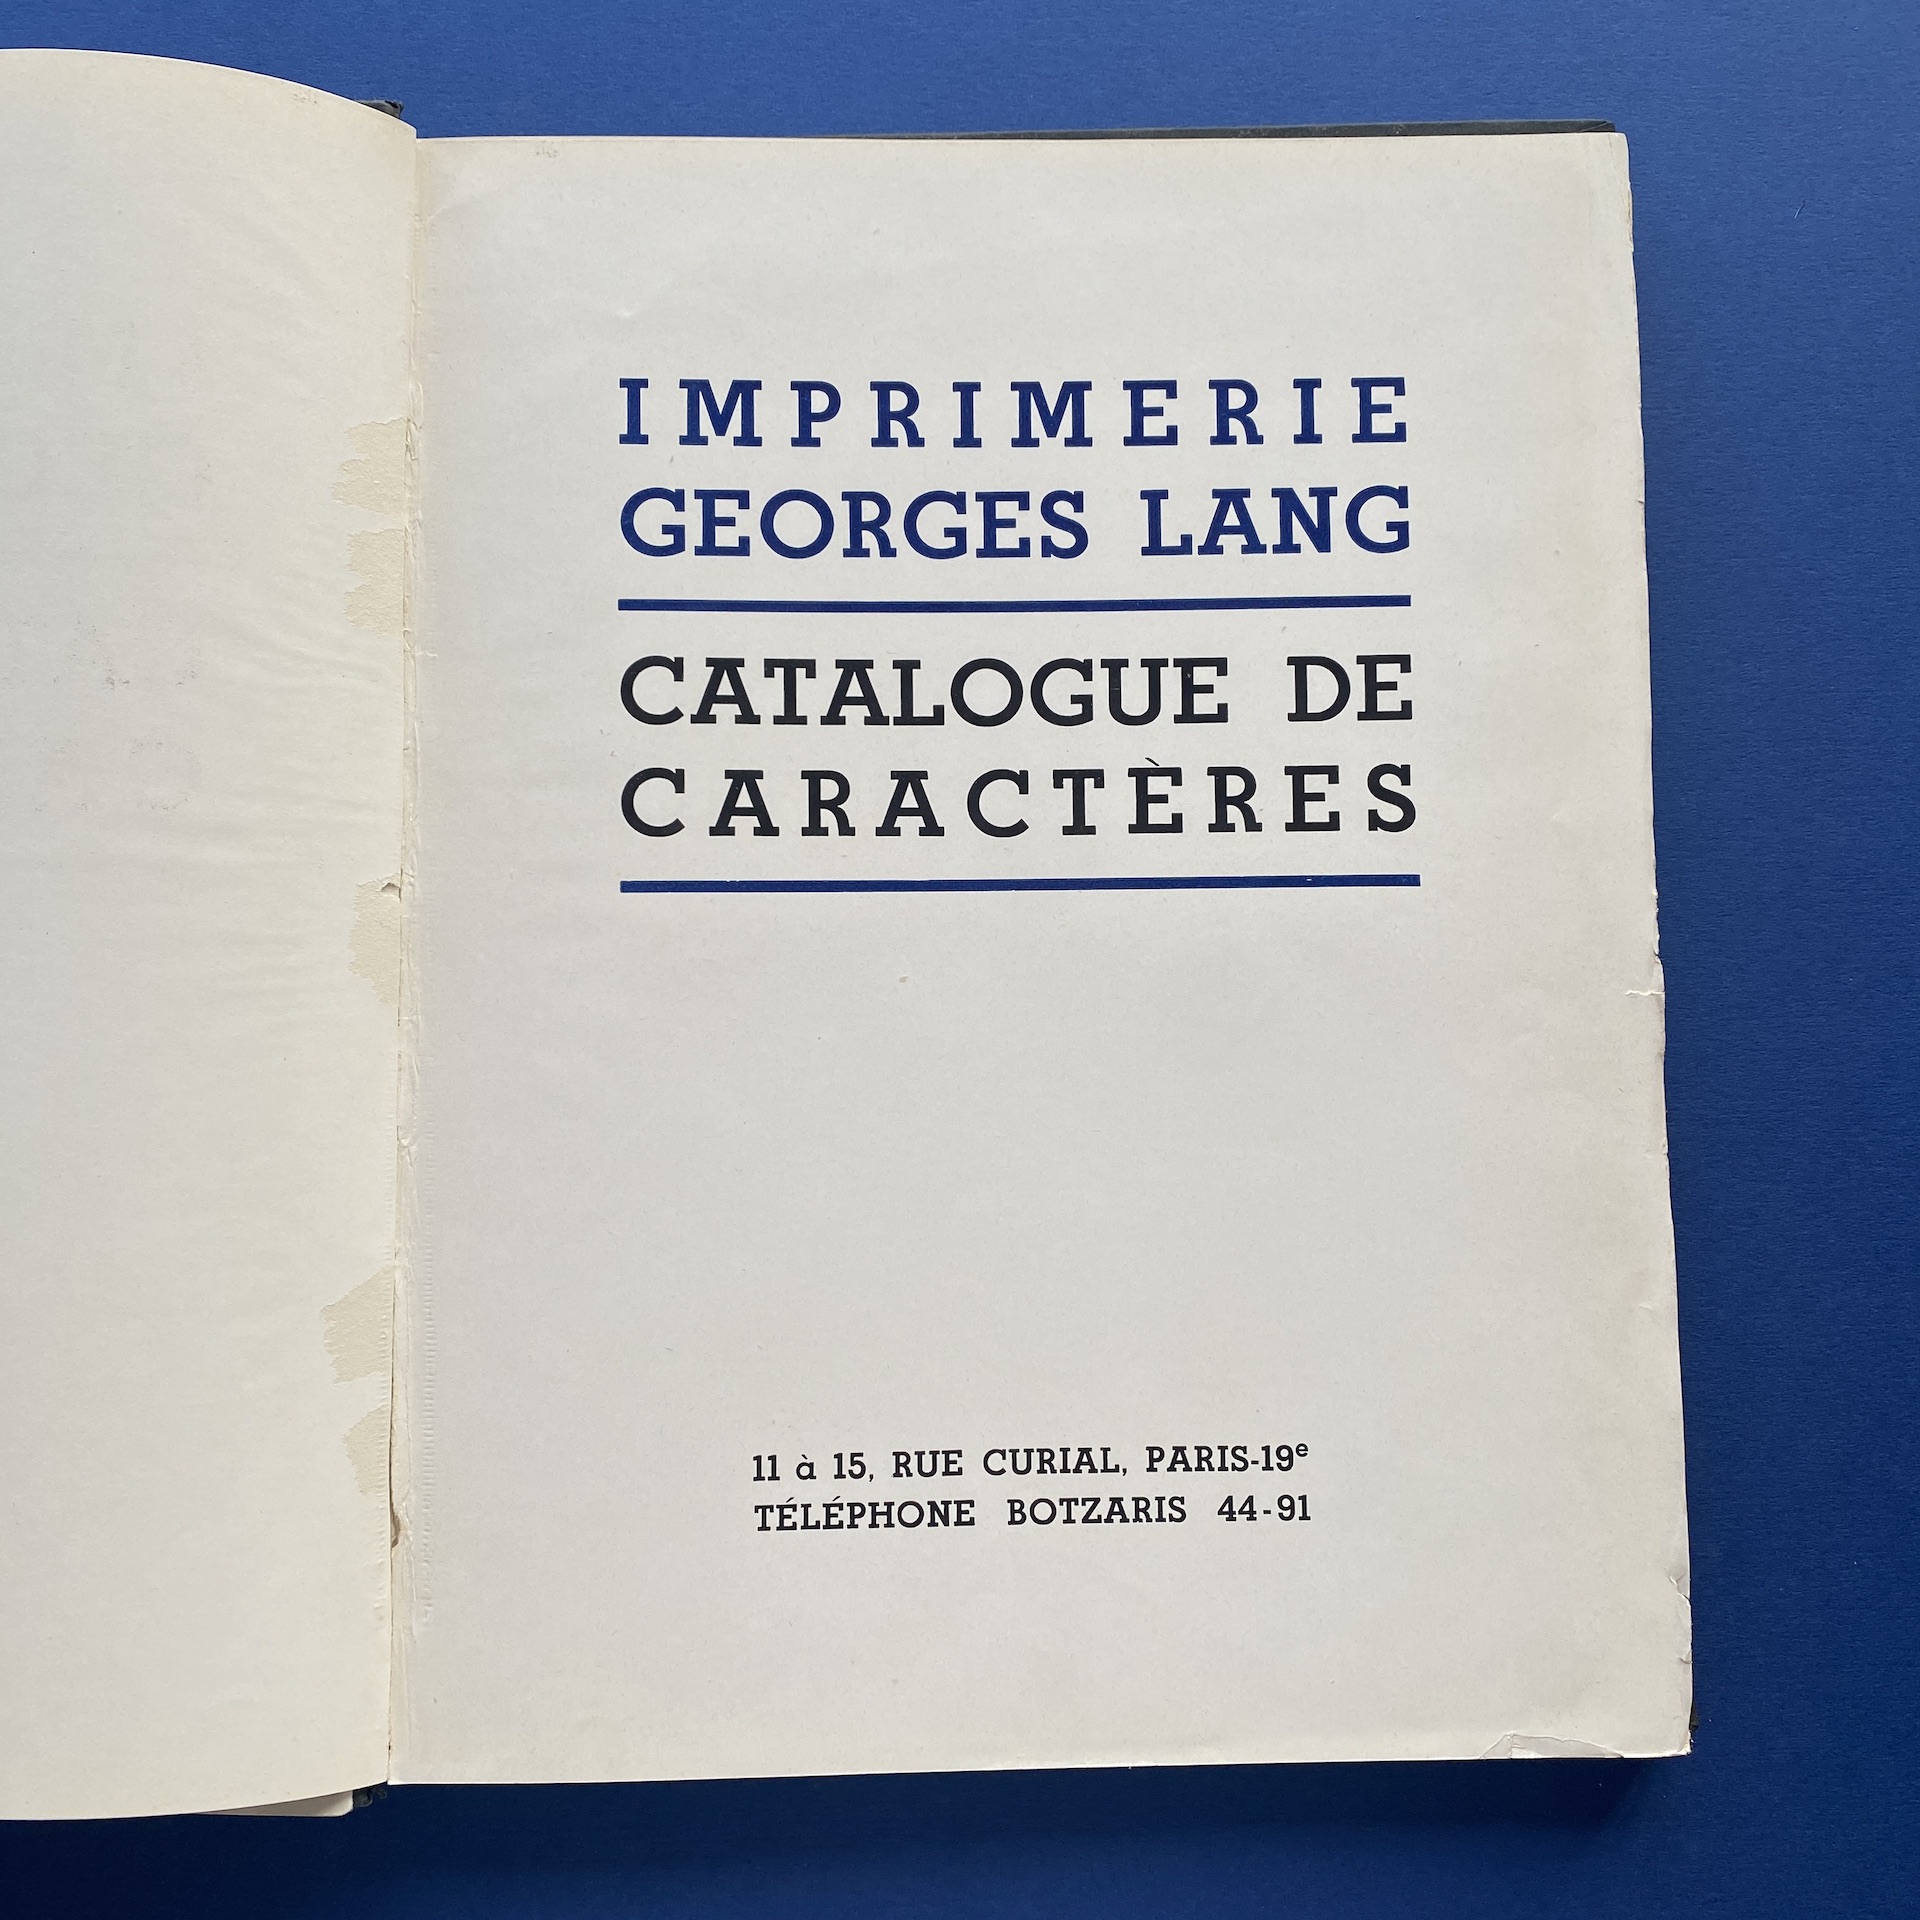 IMPRIMERIE
GEORGES LANG
CATALOGUE DE
CARACTÈRES
11 à 15, RUE CURIAL, PARIS-19e
TÉLÉPHONE BOTZARIS 44-91